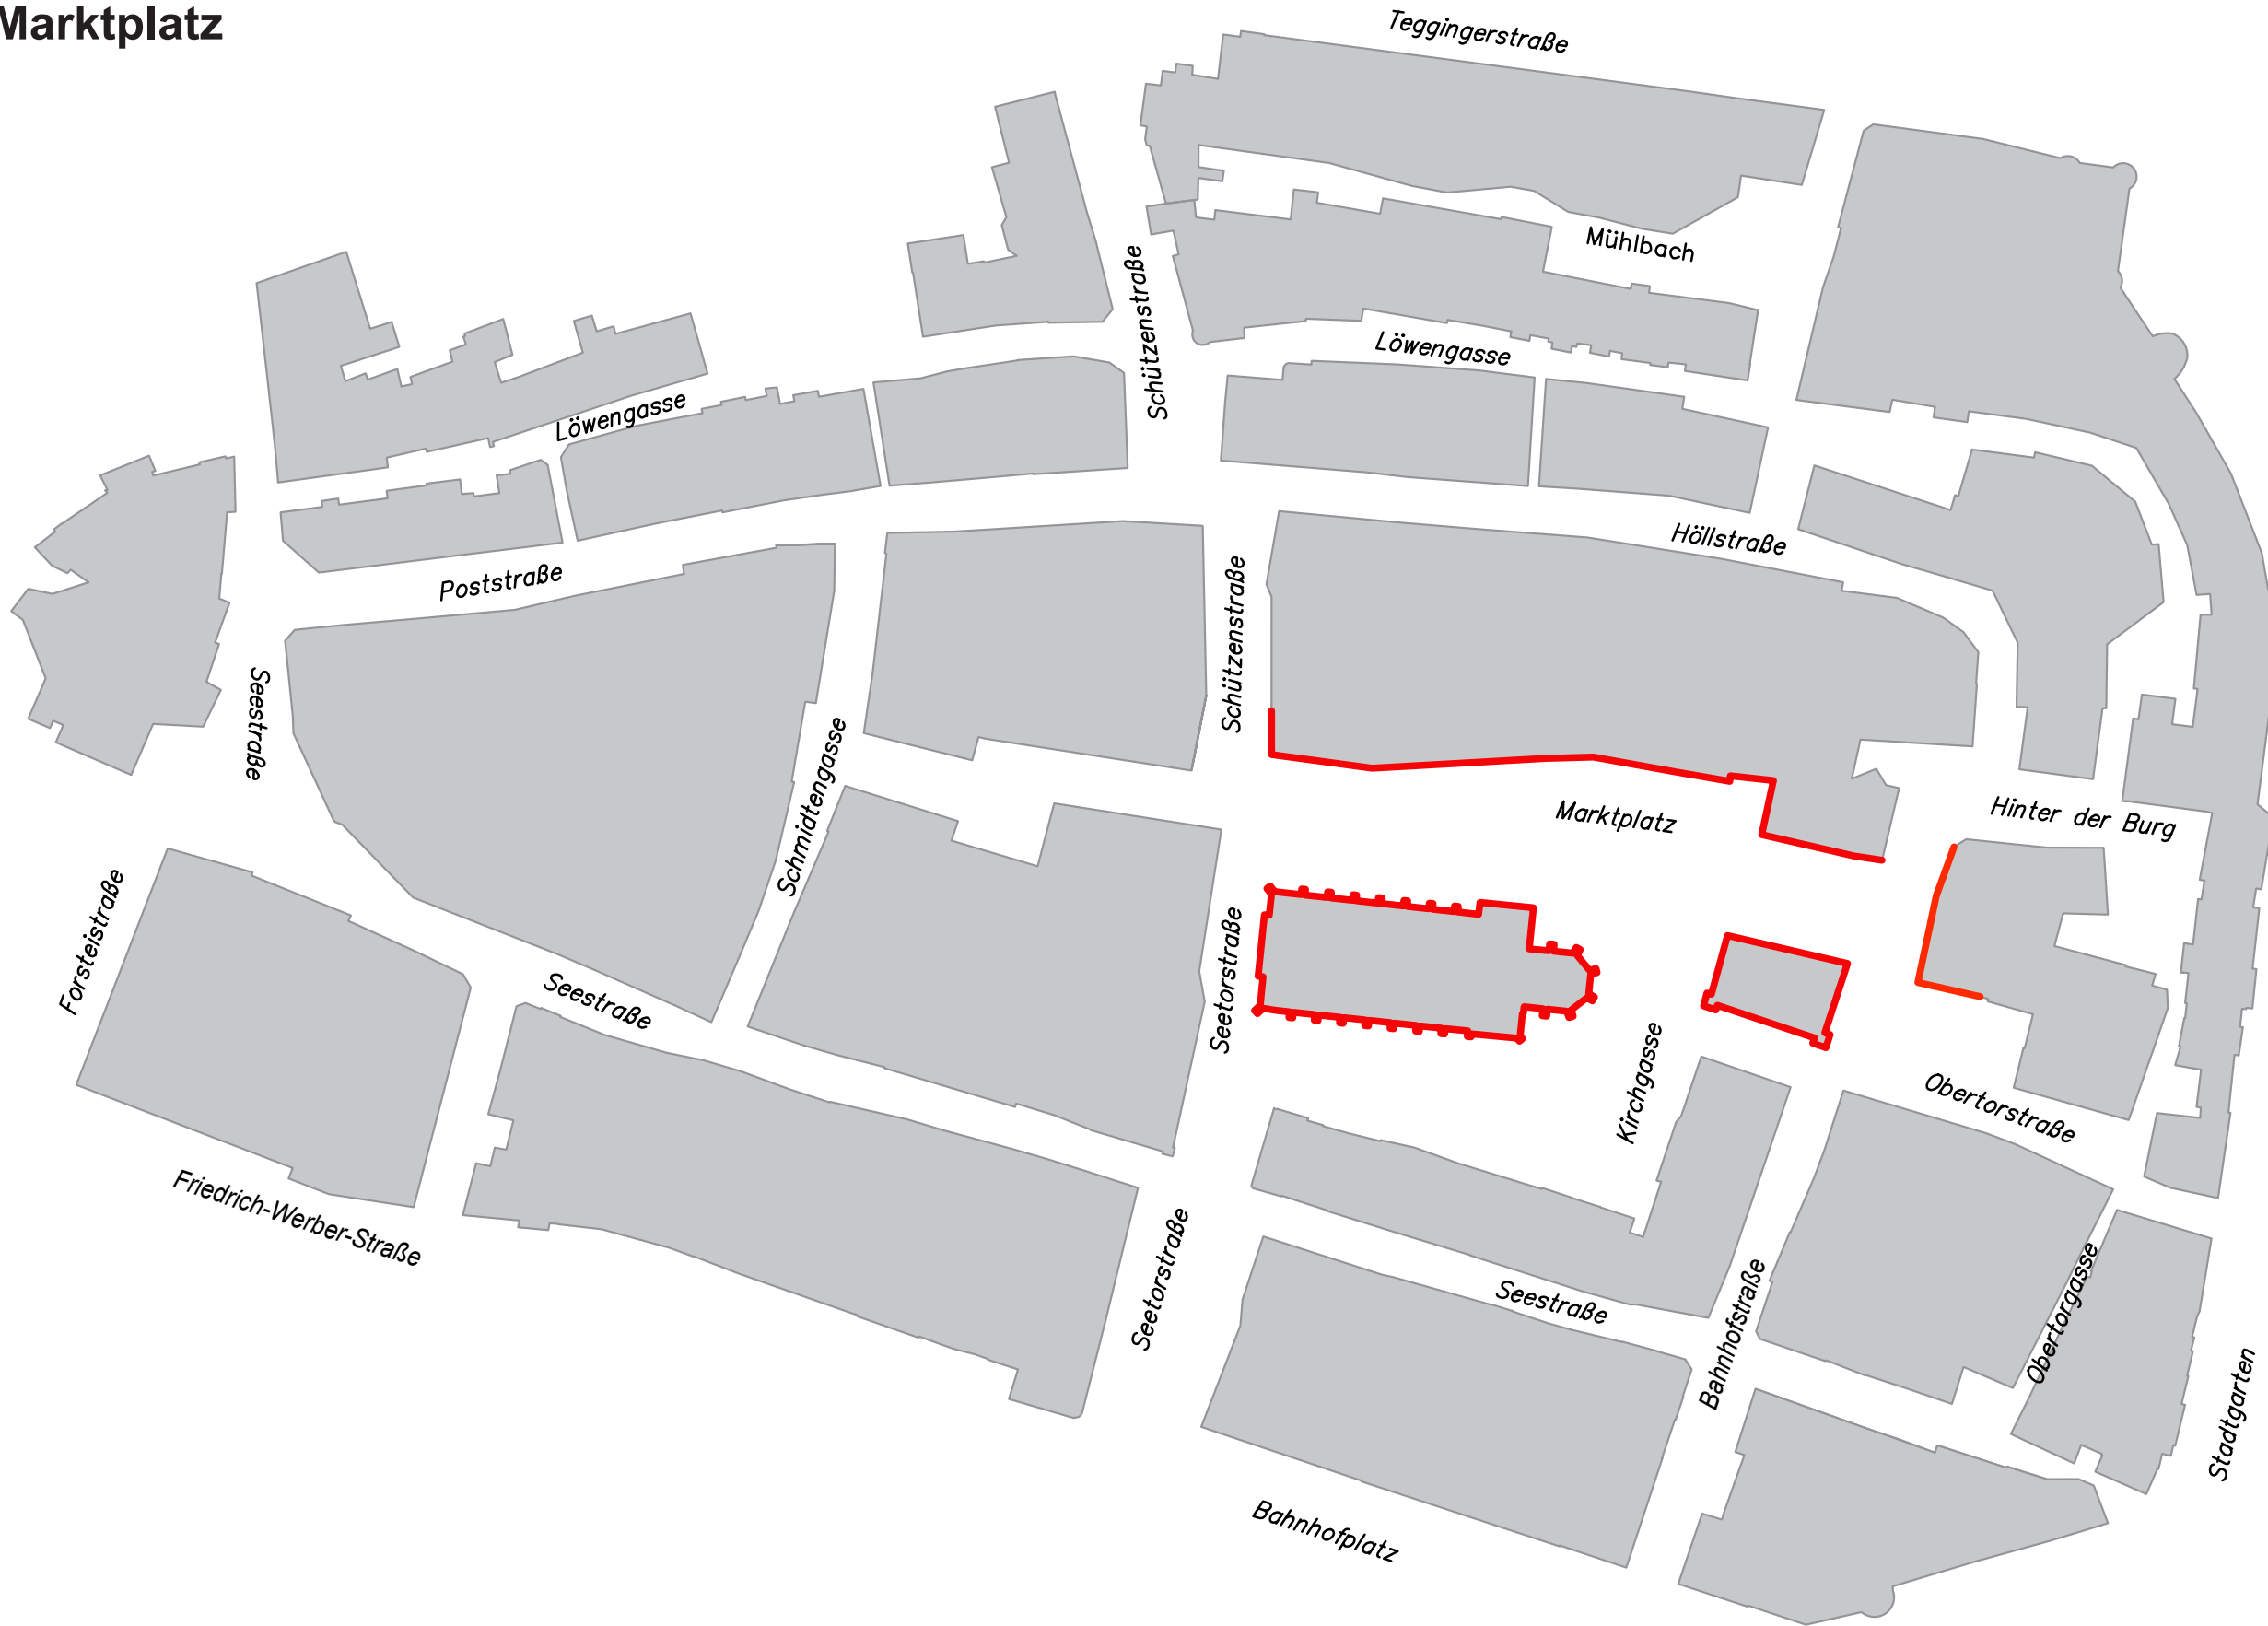 Marktplatz
Teggingerstraße
Mühlbach
Schützenstraße
Löwengasse
Löwengasse
Höllstraße
Poststraße
Schützenstraße
Seestraße
Schmidtengasse
Marktplatz
Hinter der Burg
Forsteistraße
Seetorstraße
Seestraße
Kirchgasse
Obertorstraße
Friedrich-Werber-Straße
Seetorstraße
Seestraße
Bahnhofstraße
Obertorgasse
Stadtgarten
Bahnhofplatz